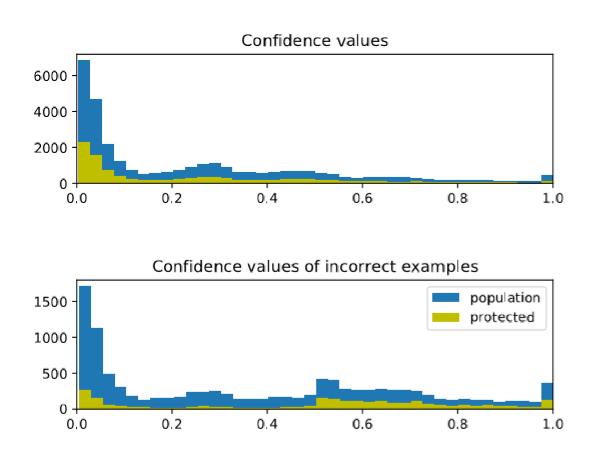 Confidence values
6000
4000
2000
0
0.0 0.2 0.4 0.6 0.8 1.0
Confidence values of incorrect examples
1500
1000
500
0
population
protected
0.0 0.2 0.4 0.6 0.8 1.0